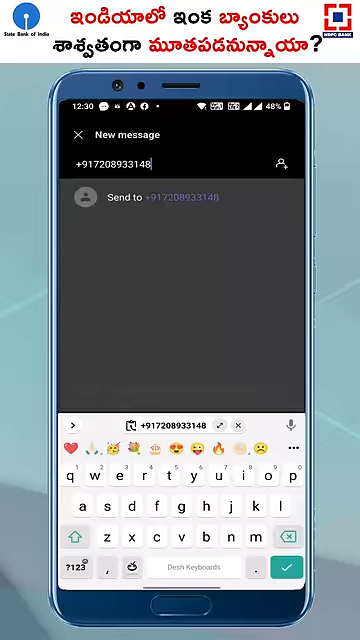 ఇండియాలో ఇంక బ్యాంకులు
శాశ్వతంగా మూతపడనున్నాయా?
State Bank of India
HDFC BANK
12:30
48%
New message
+917208933148
Send to +917208933148
+917208933148
q w e r t y u i o p
a s d f g h j k l
z x c v b n m
?123 , Desh Keyboards .